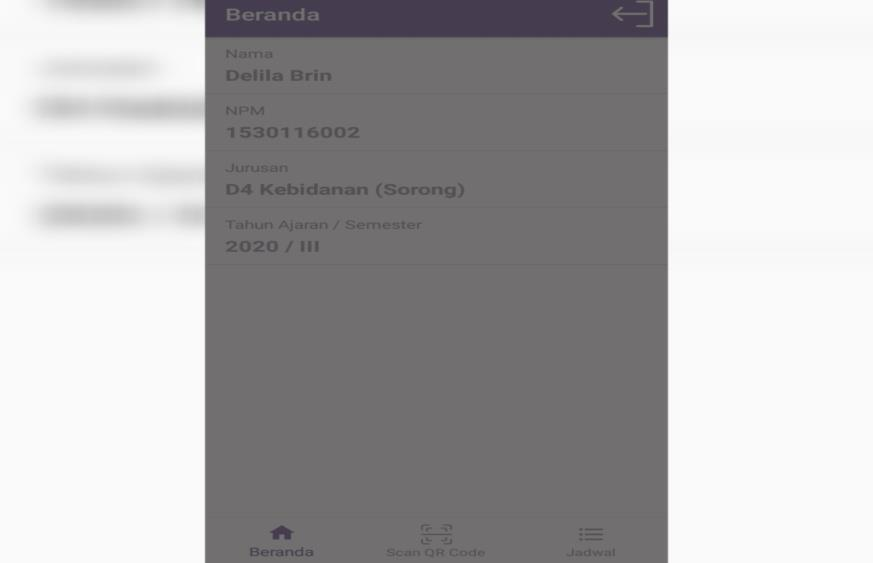 Beranda
Nama
Delila Brin
NPM
1530116002
Jurusan
D4 Kebidanan (Sorong)
Tahun Ajaran / Semester
2020 / III
Beranda
Scan QR Code
Jadwal